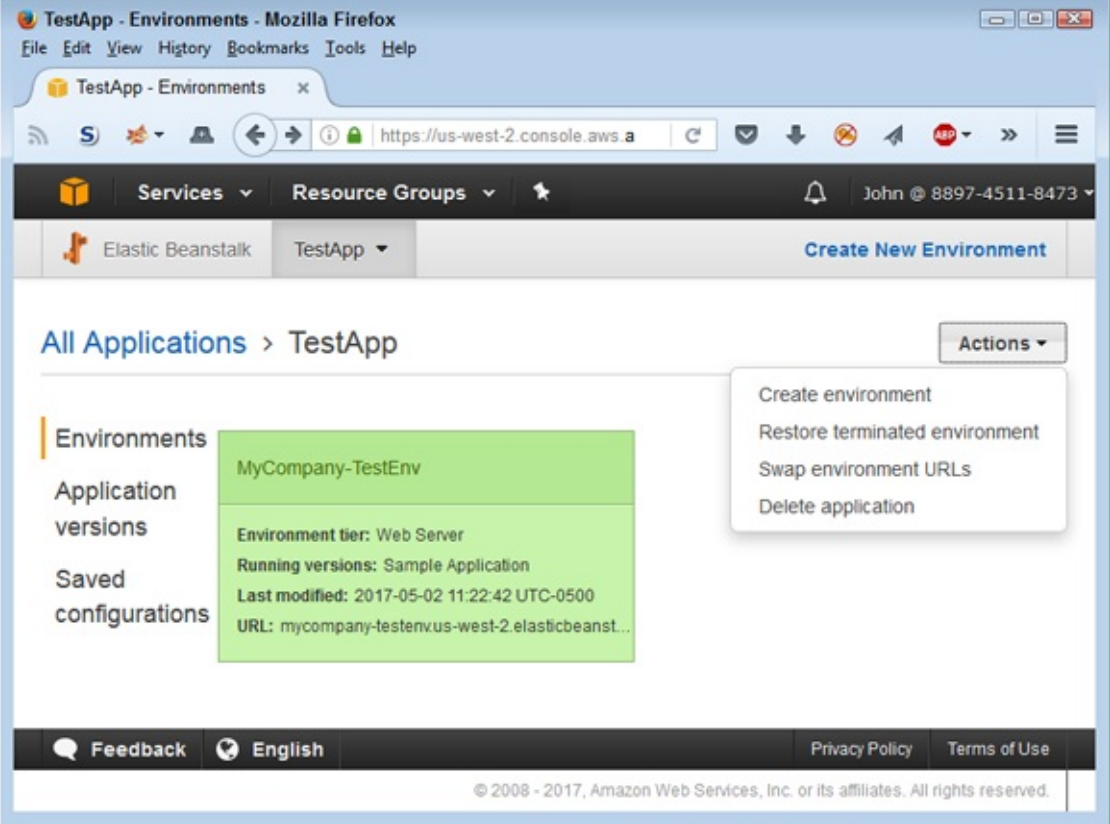 TestApp - Environments - Mozilla Firefox
File Edit View History Bookmarks Tools Help
TestApp - Environments ×
S) ABP » https://us-west-2.console.aws.a
Services Resource Groups John @ 8897-4511-8473
Elastic Beanstalk TestApp Create New Environment
All Applications > TestApp Actions
Create environment
Restore terminated environment
Swap environment URLs
Delete application
Environments
Application
versions
Saved
configurations
MyCompany-TestEnv
Environment tier: Web Server
Running versions: Sample Application
Last modified: 2017-05-02 11:22:42 UTC-0500
URL: mycompany-testenv.us-west-2.elasticbeanst...
Feedback English Privacy Policy Terms of Use
© 2008 - 2017, Amazon Web Services, Inc. or its affiliates. All rights reserved.